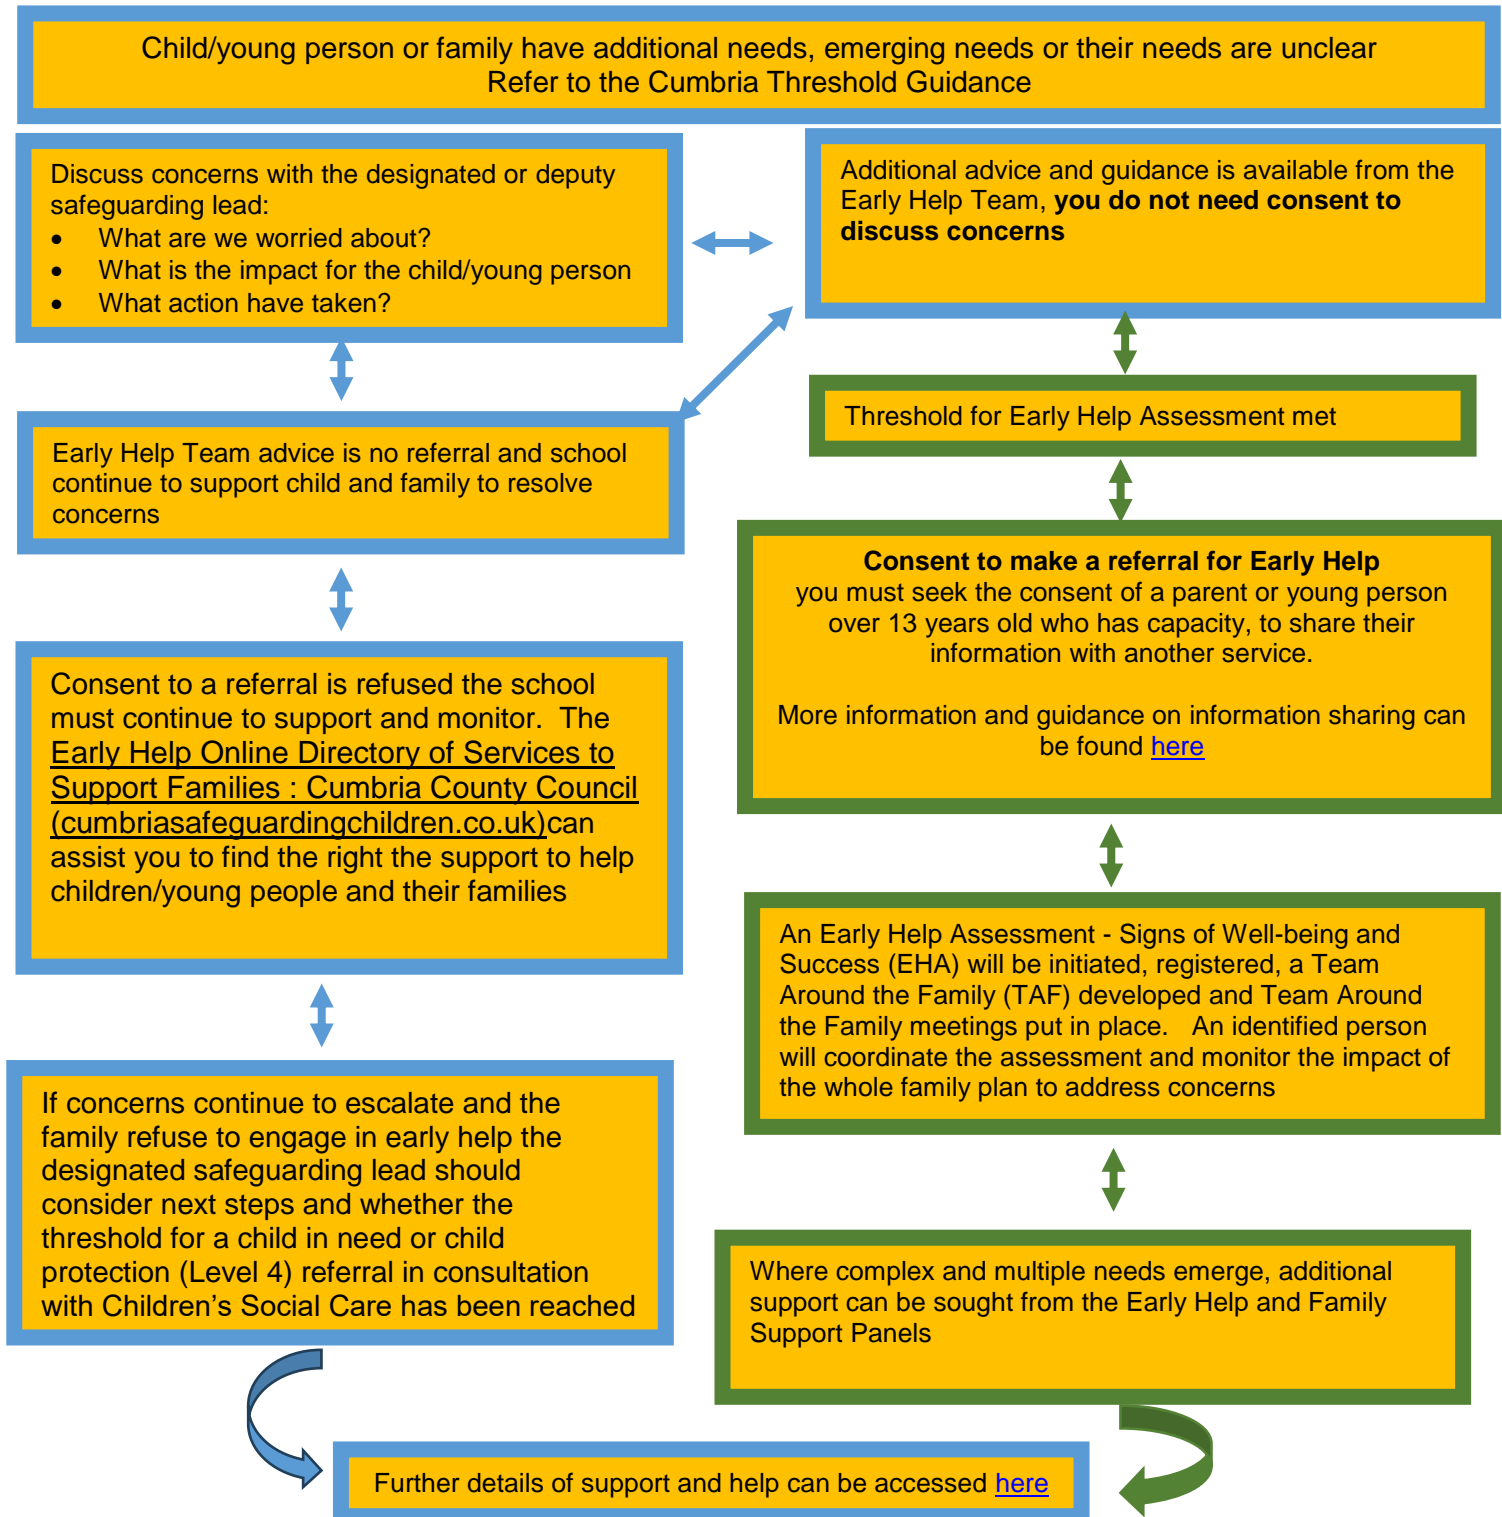 Child/young person or family have additional needs, emerging needs or their needs are unclear
Refer to the Cumbria Threshold Guidance
Discuss concerns with the designated or deputy
safeguarding lead:
• What are we worried about?
• What is the impact for the child/young person
• What action have taken?
Additional advice and guidance is available from the
Early Help Team, you do not need consent to
discuss concerns
Early Help Team advice is no referral and school
continue to support child and family to resolve
concerns
Threshold for Early Help Assessment met
Consent to make a referral for Early Help
you must seek the consent of a parent or young person
over 13 years old who has capacity, to share their
information with another service.
More information and guidance on information sharing can
be found here
Consent to a referral is refused the school
must continue to support and monitor. The
Early Help Online Directory of Services to
Support Families : Cumbria County Council
(cumbriasafeguardingchildren.co.uk)can
assist you to find the right the support to help
children/young people and their families
An Early Help Assessment - Signs of Well-being and
Success (EHA) will be initiated, registered, a Team
Around the Family (TAF) developed and Team Around
the Family meetings put in place. An identified person
will coordinate the assessment and monitor the impact of
the whole family plan to address concerns
If concerns continue to escalate and the
family refuse to engage in early help the
designated safeguarding lead should
consider next steps and whether the
threshold for a child in need or child
protection (Level 4) referral in consultation
with Children’s Social Care has been reached
Where complex and multiple needs emerge, additional
support can be sought from the Early Help and Family
Support Panels
Further details of support and help can be accessed here